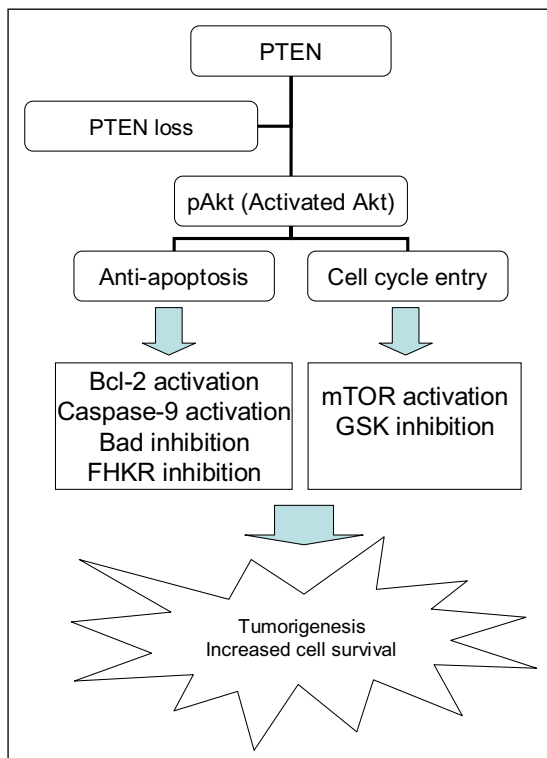 PTEN
PTEN loss
pAkt (Activated Akt)
Anti-apoptosis
Cell cycle entry
Bcl-2 activation
Caspase-9 activation
Bad inhibition
FHKR inhibition
mTOR activation
GSK inhibition
Tumorigenesis
Increased cell survival